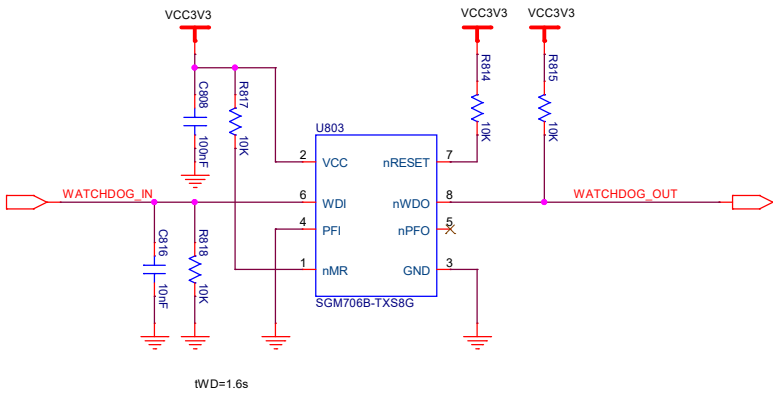 VCC3V3
VCC3V3
VCC3V3
C808
100nF
R817
10K
R814
10K
R815
10K
U803
2
VCC
nRESET
7
WATCHDOG_IN
6
WDI
nWDO
8
WATCHDOG_OUT
4
PFI
nPFO
5
1
nMR
GND
3
SGM706B-TXS8G
C816
10nF
R818
10K
tWD=1.6s